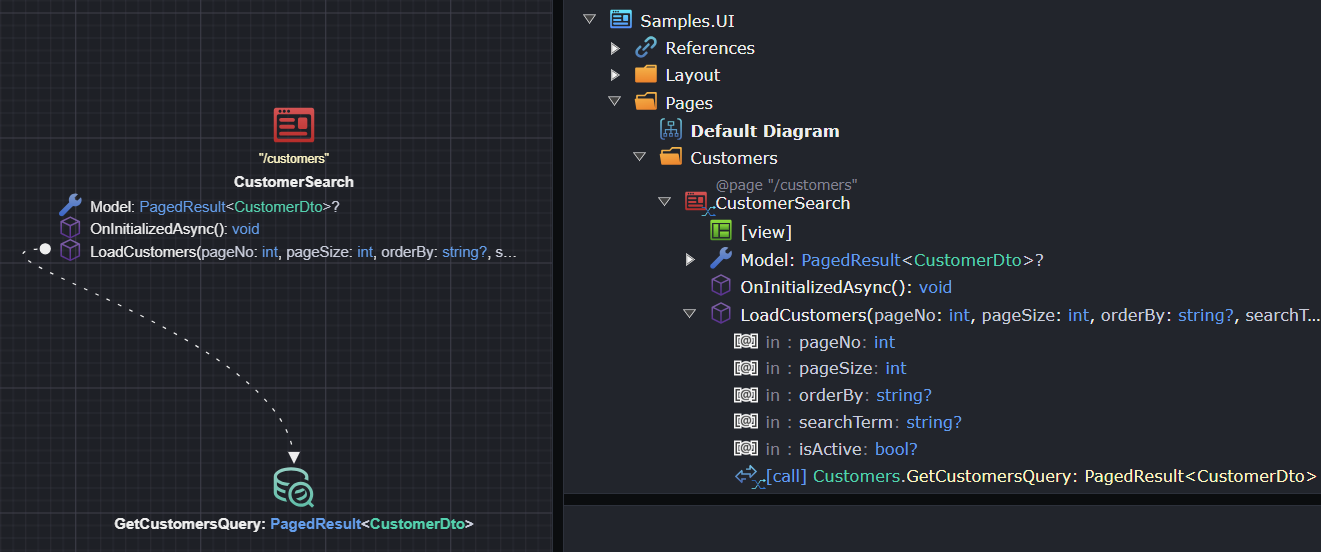 "/customers"
CustomerSearch
Model: PagedResult<CustomerDto>?
OnInitializedAsync(): void
LoadCustomers(pageNo: int, pageSize: int, orderBy: string?, s...
GetCustomersQuery: PagedResult<CustomerDto>
Samples.UI
References
Layout
Pages
Default Diagram
Customers
@page "/customers"
CustomerSearch
[view]
Model: PagedResult<CustomerDto>?
OnInitializedAsync(): void
LoadCustomers(pageNo: int, pageSize: int, orderBy: string?, searchT...
[@] in : pageNo: int
[@] in : pageSize: int
[@] in : orderBy: string?
[@] in : searchTerm: string?
[@] in : isActive: bool?
[call] Customers.GetCustomersQuery: PagedResult<CustomerDto>